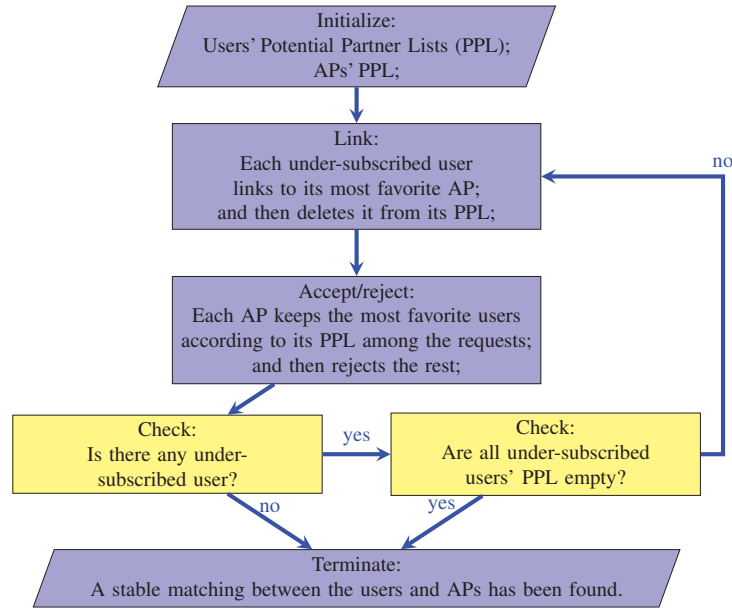 Initialize:
Users' Potential Partner Lists (PPL);
APs' PPL;
Link:
Each under-subscribed user
links to its most favorite AP;
and then deletes it from its PPL;
no
Accept/reject:
Each AP keeps the most favorite users
according to its PPL among the requests;
and then rejects the rest;
Check:
Is there any under-
subscribed user?
yes
Check:
Are all under-subscribed
users' PPL empty?
no
yes
Terminate:
A stable matching between the users and APs has been found.